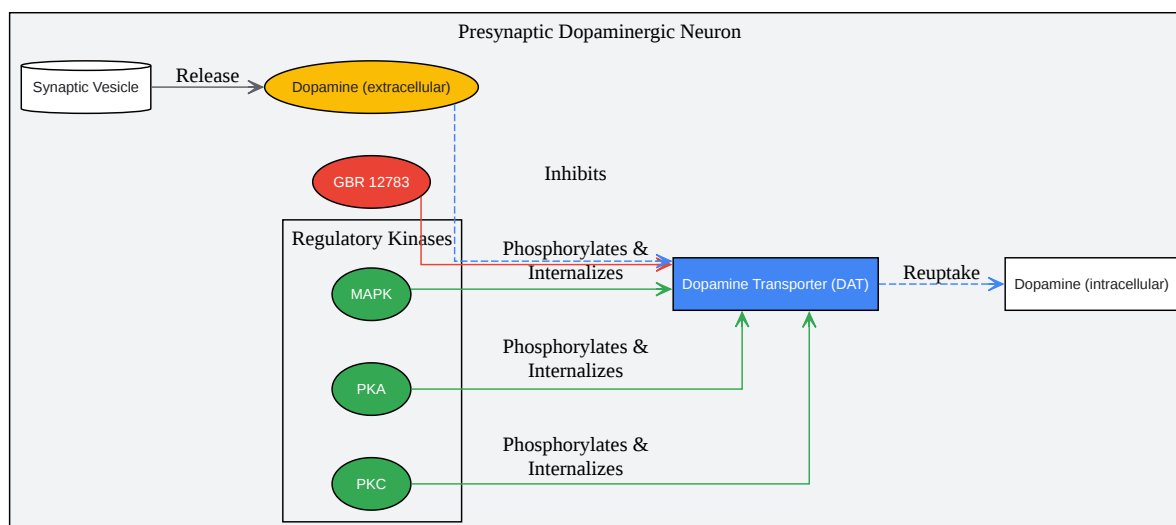 Presynaptic Dopaminergic Neuron
Synaptic Vesicle
Release
Dopamine (extracellular)
GBR 12783
Inhibits
Regulatory Kinases
Phosphorylates &
Internalizes
MAPK
Dopamine Transporter (DAT)
Reuptake
Dopamine (intracellular)
Phosphorylates &
Internalizes
PKA
Phosphorylates &
Internalizes
PKC